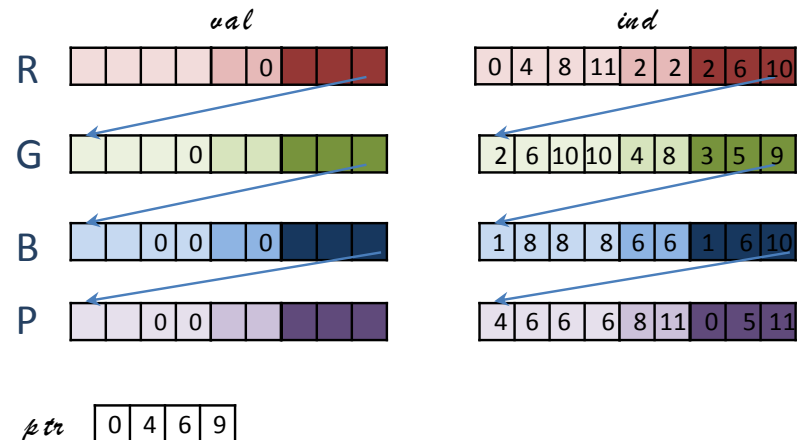 val ind
R 0 0 4 8 11 2 2 2 6 10
G 0 2 6 10 10 4 8 3 5 9
B 0 0 0 1 8 8 8 6 6 1 6 10
P 0 0 4 6 6 6 8 11 0 5 11
ptr 0 4 6 9